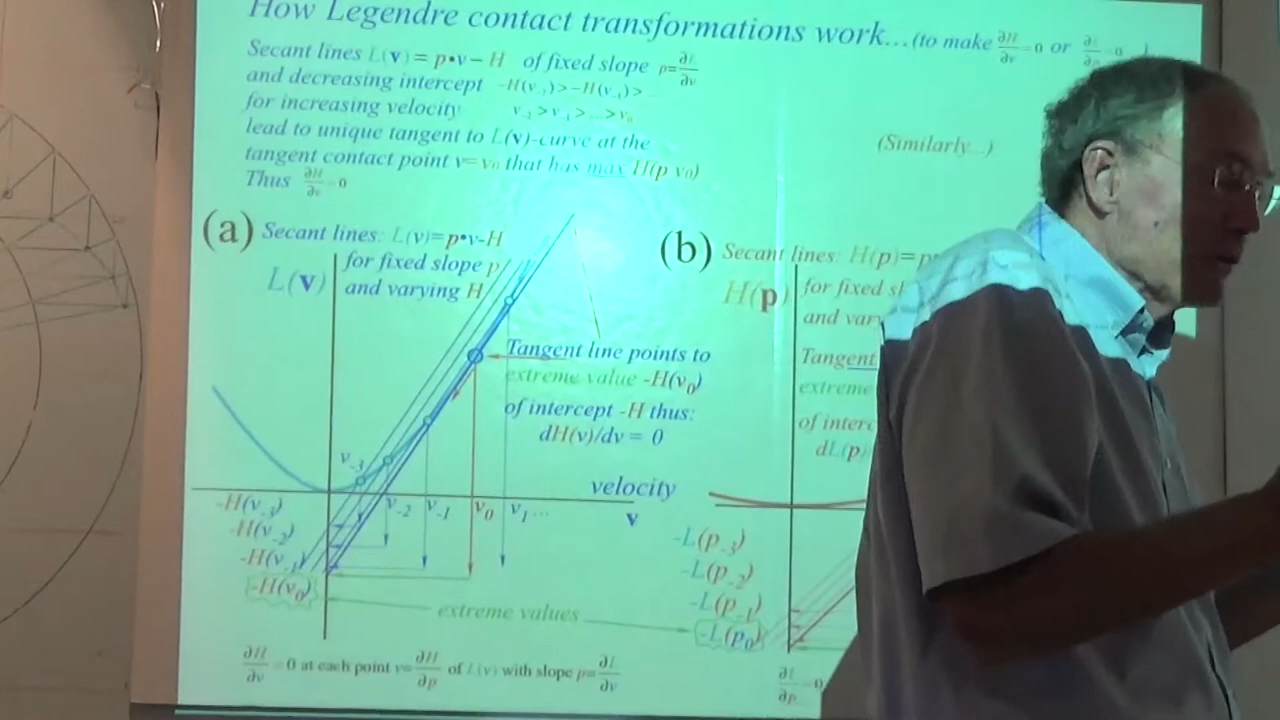 How Legendre contact transformations work...(to make ∂H/∂v=0 or
Secant lines L(v) = p•v − H of fixed slope p=∂L/∂v
and decreasing intercept -H(v₋₂)>-H(v₋₁)>...
for increasing velocity v₋₂>v₋₁>...>v₀
lead to unique tangent to L(v)-curve at the
tangent contact point v=v₀ that has max H(p v₀)
Thus ∂H/∂v=0
(Similarly...)
(a) Secant lines: L(v)=p•v-H
L(v) for fixed slope p
and varying H
Tangent line points to
extreme value -H(v₀)
of intercept -H thus:
dH(v)/dv = 0
velocity
v
v₋₃
v₋₂ v₋₁ v₀ v₁...
-H(v₋₃)
-H(v₋₂)
-H(v₋₁)
-H(v₀)
extreme values
∂H/∂v=0 at each point v=∂H/∂p of L(v) with slope p=∂L/∂v
(b) Secant lines: H(p)=p
H(p) for fixed sl
and var
Tangent
extreme
of interc
dL(p
-L(p₋₃)
-L(p₋₂)
-L(p₋₁)
-L(p₀)
∂L/∂p=0